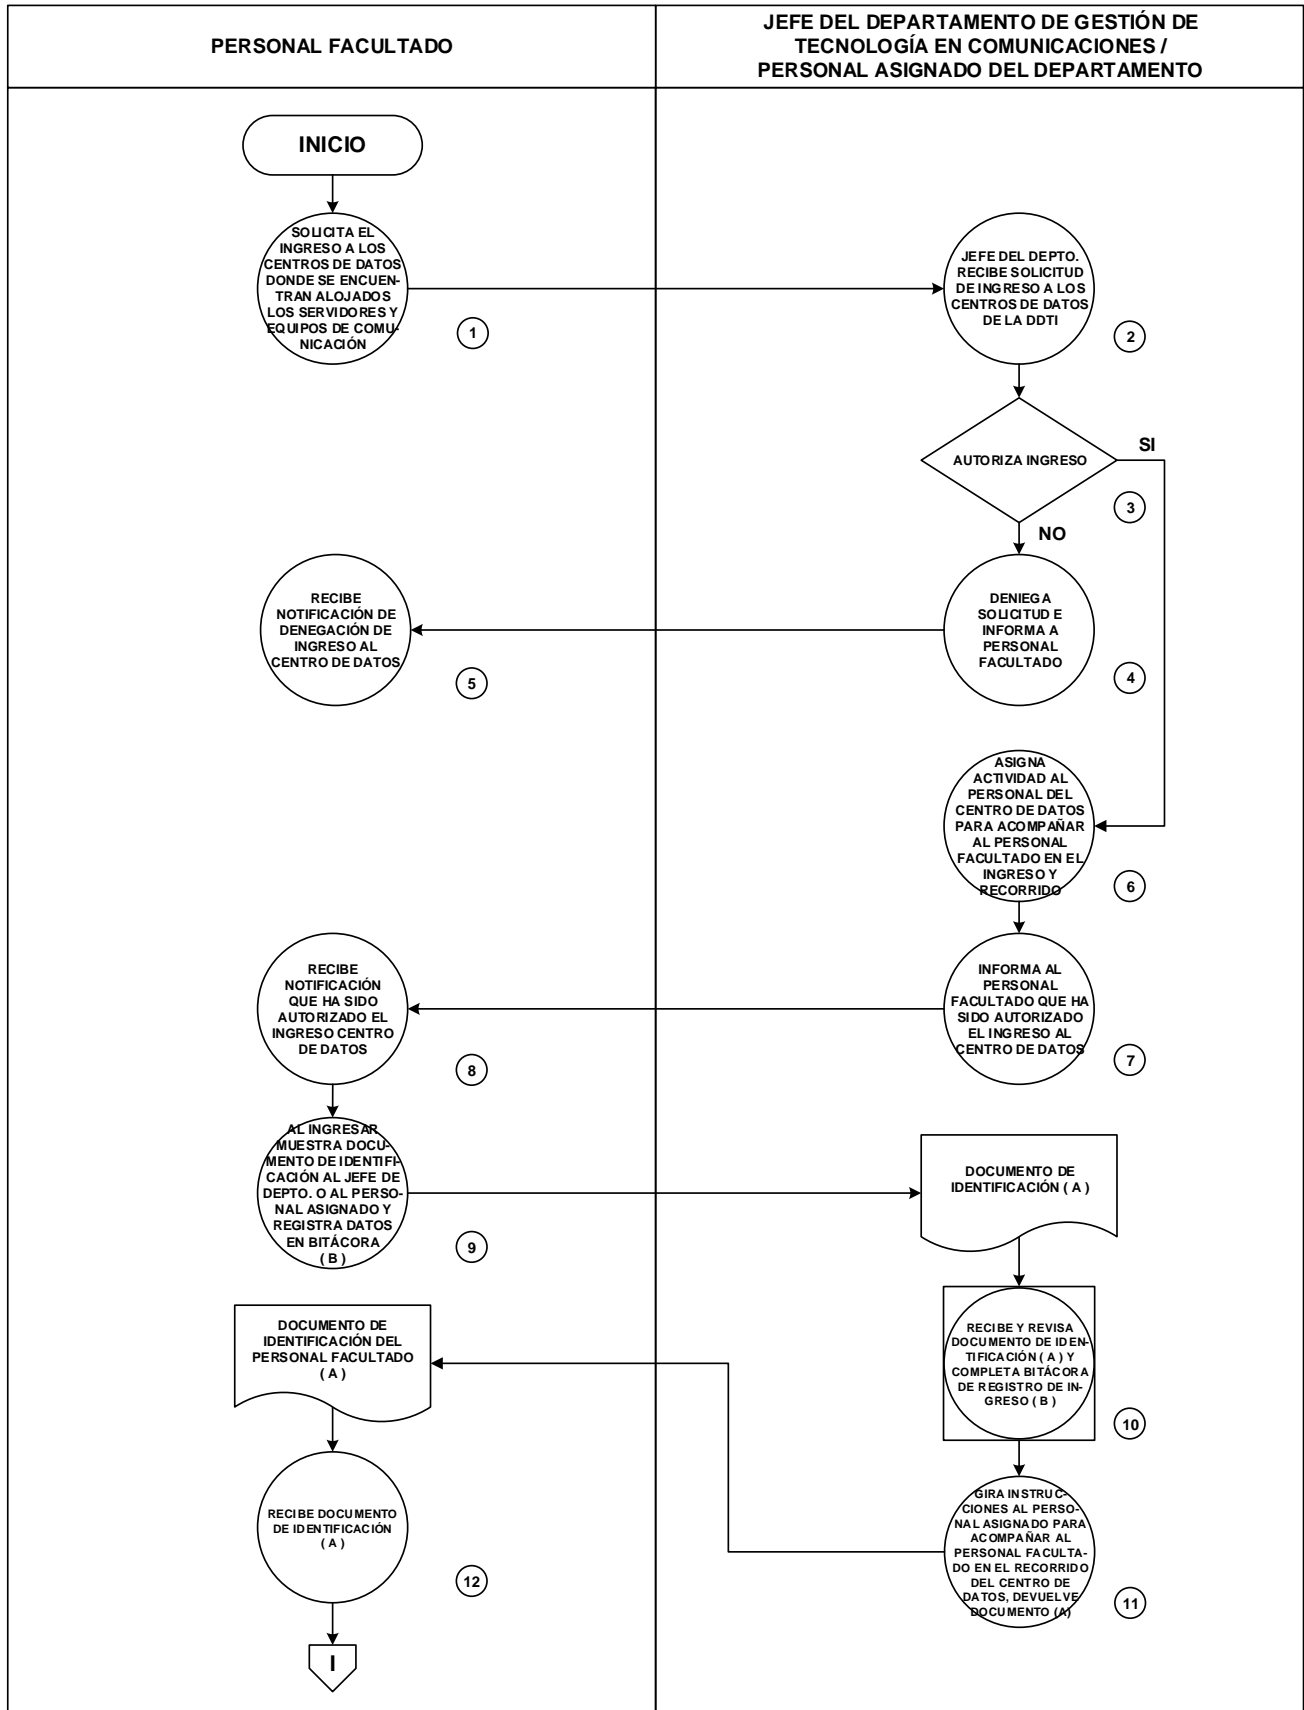 PERSONAL FACULTADO
JEFE DEL DEPARTAMENTO DE GESTIÓN DE
TECNOLOGÍA EN COMUNICACIONES /
PERSONAL ASIGNADO DEL DEPARTAMENTO
INICIO
SOLICITA EL
INGRESO A LOS
CENTROS DE DATOS
DONDE SE ENCUEN-
TRAN ALOJADOS
LOS SERVIDORES Y
EQUIPOS DE COMU-
NICACIÓN
1
JEFE DEL DEPTO.
RECIBE SOLICITUD
DE INGRESO A LOS
CENTROS DE DATOS
DE LA DDTI
2
AUTORIZA INGRESO
SI
3
NO
DENIEGA
SOLICITUD E
INFORMA A
PERSONAL
FACULTADO
4
RECIBE
NOTIFICACIÓN DE
DENEGACIÓN DE
INGRESO AL
CENTRO DE DATOS
5
ASIGNA
ACTIVIDAD AL
PERSONAL DEL
CENTRO DE DATOS
PARA ACOMPAÑAR
AL PERSONAL
FACULTADO EN EL
INGRESO Y
RECORRIDO
6
INFORMA AL
PERSONAL
FACULTADO QUE HA
SIDO AUTORIZADO
EL INGRESO AL
CENTRO DE DATOS
7
RECIBE
NOTIFICACIÓN
QUE HA SIDO
AUTORIZADO EL
INGRESO CENTRO
DE DATOS
8
AL INGRESAR
MUESTRA DOCU-
MENTO DE IDENTIFI-
CACIÓN AL JEFE DE
DEPTO. O AL PERSO-
NAL ASIGNADO Y
REGISTRA DATOS
EN BITÁCORA
( B )
9
DOCUMENTO DE
IDENTIFICACIÓN ( A )
RECIBE Y REVISA
DOCUMENTO DE IDEN-
TIFICACIÓN ( A ) Y
COMPLETA BITÁCORA
DE REGISTRO DE IN-
GRESO ( B )
10
GIRA INSTRUC-
CIONES AL PERSO-
NAL ASIGNADO PARA
ACOMPAÑAR AL
PERSONAL FACULTA-
DO EN EL RECORRIDO
DEL CENTRO DE
DATOS, DEVUELVE
DOCUMENTO (A)
11
DOCUMENTO DE
IDENTIFICACIÓN DEL
PERSONAL FACULTADO
( A )
RECIBE DOCUMENTO
DE IDENTIFICACIÓN
( A )
12
I